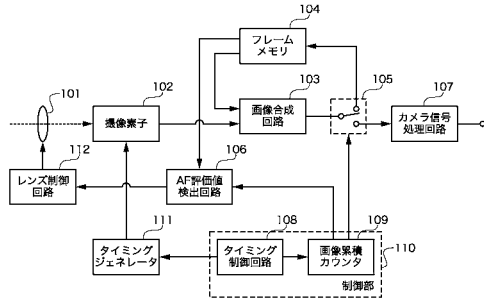 104
フレーム
メモリ
101
102
103
105
107
撮像素子
画像合成
回路
カメラ信号
処理回路
112
106
レンズ制御
回路
AF評価値
検出回路
111
108
109
110
タイミング
ジェネレータ
タイミング
制御回路
画像累積
カウンタ
制御部